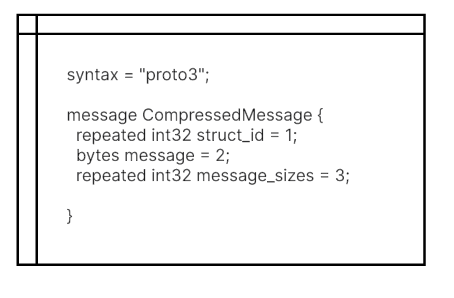 syntax = "proto3";
message CompressedMessage {
repeated int32 struct_id = 1;
bytes message = 2;
repeated int32 message_sizes = 3;
}